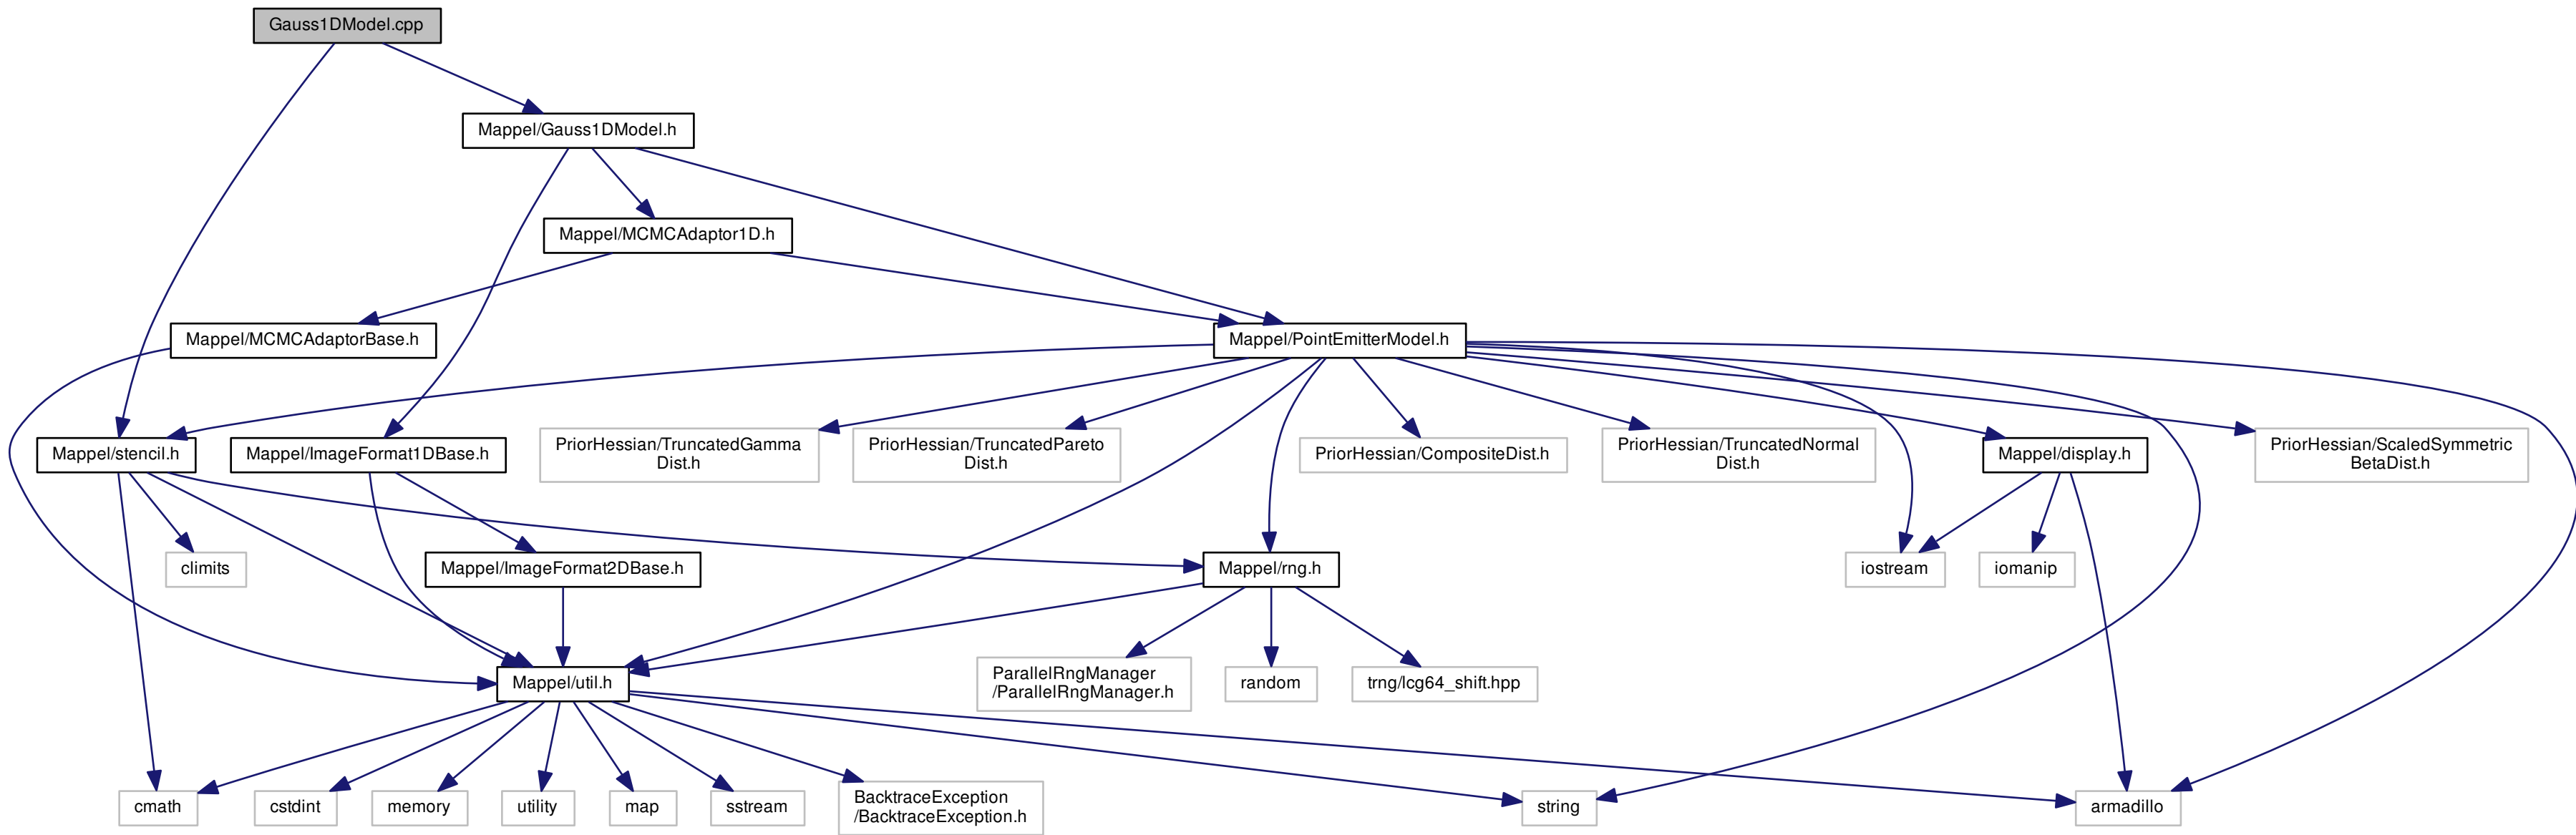 Gauss1DModel.cpp
Mappel/Gauss1DModel.h
Mappel/MCMCAdaptor1D.h
Mappel/MCMCAdaptorBase.h
Mappel/PointEmitterModel.h
Mappel/stencil.h
Mappel/ImageFormat1DBase.h
PriorHessian/TruncatedGamma
Dist.h
PriorHessian/TruncatedPareto
Dist.h
PriorHessian/CompositeDist.h
PriorHessian/TruncatedNormal
Dist.h
Mappel/display.h
PriorHessian/ScaledSymmetric
BetaDist.h
climits
Mappel/ImageFormat2DBase.h
Mappel/rng.h
iostream
iomanip
Mappel/util.h
ParallelRngManager
/ParallelRngManager.h
random
trng/lcg64_shift.hpp
cmath
cstdint
memory
utility
map
sstream
BacktraceException
/BacktraceException.h
string
armadillo